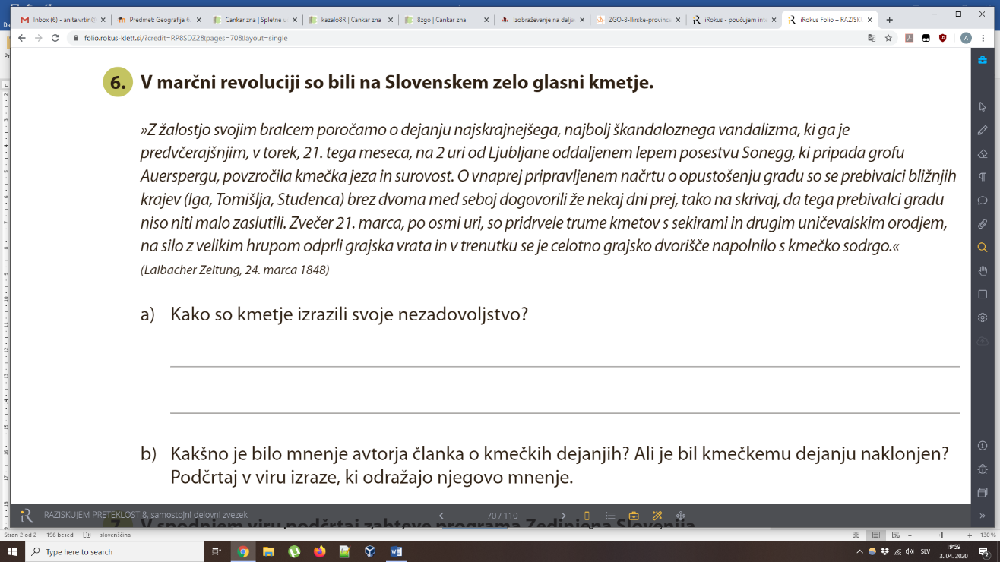 Inbox (6) - anita.vrtin@
Predmet: Geografija 6.
Cankar zna | Spletne u
kazalo8R | Cankar zna
8zgo | Cankar zna
Izobraževanje na dalja
ZGO-8-Ilirske-province
iRokus - poučujem inte
iRokus Folio – RAZISKU
folio.rokus-klett.si/?credit=RP8SDZ2&pages=70&layout=single
A
6. V marčni revoluciji so bili na Slovenskem zelo glasni kmetje.
»Z žalostjo svojim bralcem poročamo o dejanju najskrajnejšega, najbolj škandaloznega vandalizma, ki ga je
predvčerajšnjim, v torek, 21. tega meseca, na 2 uri od Ljubljane oddaljenem lepem posestvu Sonegg, ki pripada grofu
Auerspergu, povzročila kmečka jeza in surovost. O vnaprej pripravljenem načrtu o opustošenju gradu so se prebivalci bližnjih
krajev (Iga, Tomišlja, Studenca) brez dvoma med seboj dogovorili že nekaj dni prej, tako na skrivaj, da tega prebivalci gradu
niso niti malo zaslutili. Zvečer 21. marca, po osmi uri, so pridrvele trume kmetov s sekirami in drugim uničevalskim orodjem,
na silo z velikim hrupom odprli grajska vrata in v trenutku se je celotno grajsko dvorišče napolnilo s kmečko sodrgo.«
(Laibacher Zeitung, 24. marca 1848)
a) Kako so kmetje izrazili svoje nezadovoljstvo?
b) Kakšno je bilo mnenje avtorja članka o kmečkih dejanjih? Ali je bil kmečkemu dejanju naklonjen?
Podčrtaj v viru izraze, ki odražajo njegovo mnenje.
RAZISKUJEM PRETEKLOST 8, samostojni delovni zvezek
70 / 110
7. V spodnjem viru podčrtaj zahteve programa Zedinjena Slovenija.
Stran 2 od 2
196 besed
slovenščina
130 %
Type here to search
SLV
19:59
3. 04. 2020
2